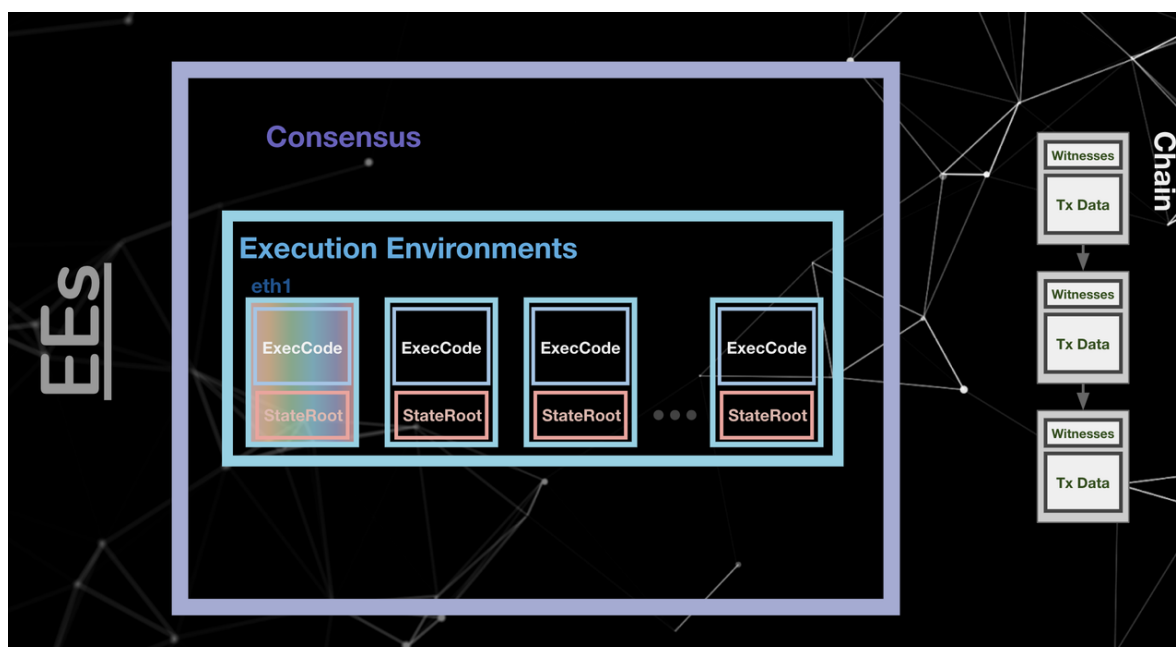 EEs
Consensus
Execution Environments
eth1
ExecCode
ExecCode
ExecCode
ExecCode
StateRoot
StateRoot
StateRoot
StateRoot
Chain
Witnesses
Tx Data
Witnesses
Tx Data
Witnesses
Tx Data